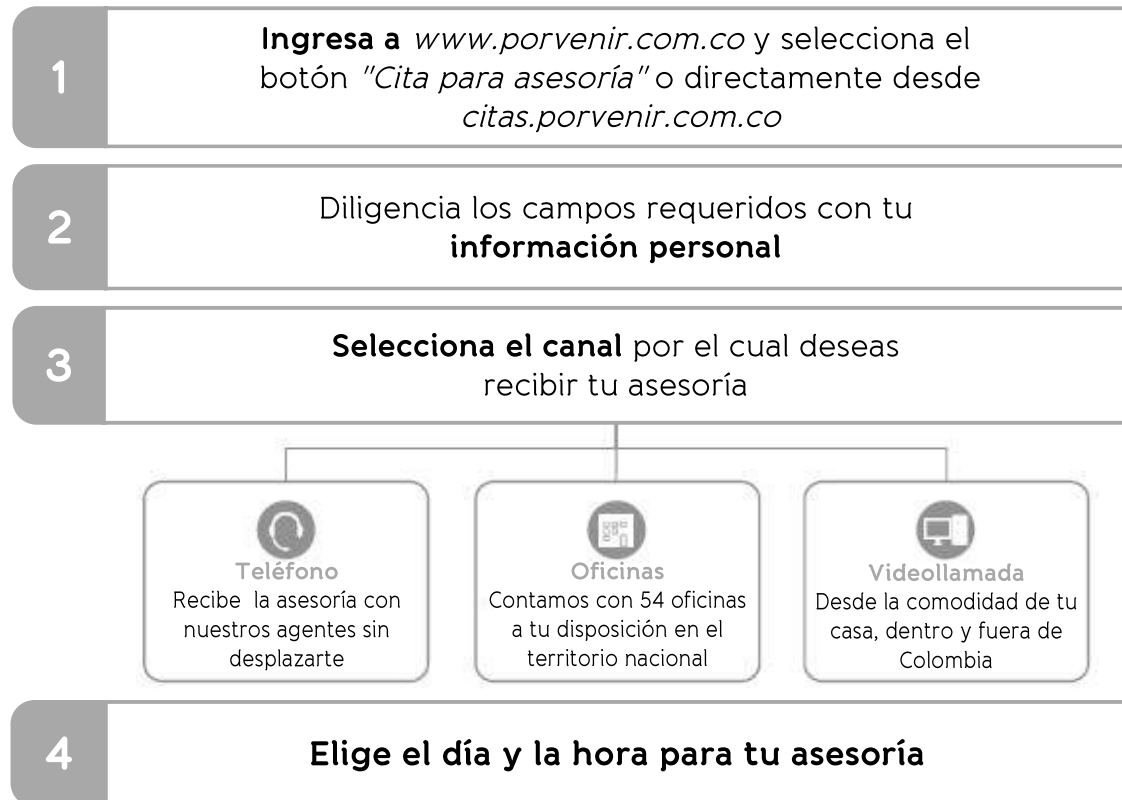 1
Ingresa a www.porvenir.com.co y selecciona el
botón "Cita para asesoría" o directamente desde
citas.porvenir.com.co
2
Diligencia los campos requeridos con tu
información personal
3
Selecciona el canal por el cual deseas
recibir tu asesoría
Teléfono
Recibe la asesoría con
nuestros agentes sin
desplazarte
Oficinas
Contamos con 54 oficinas
a tu disposición en el
territorio nacional
Videollamada
Desde la comodidad de tu
casa, dentro y fuera de
Colombia
4
Elige el día y la hora para tu asesoría